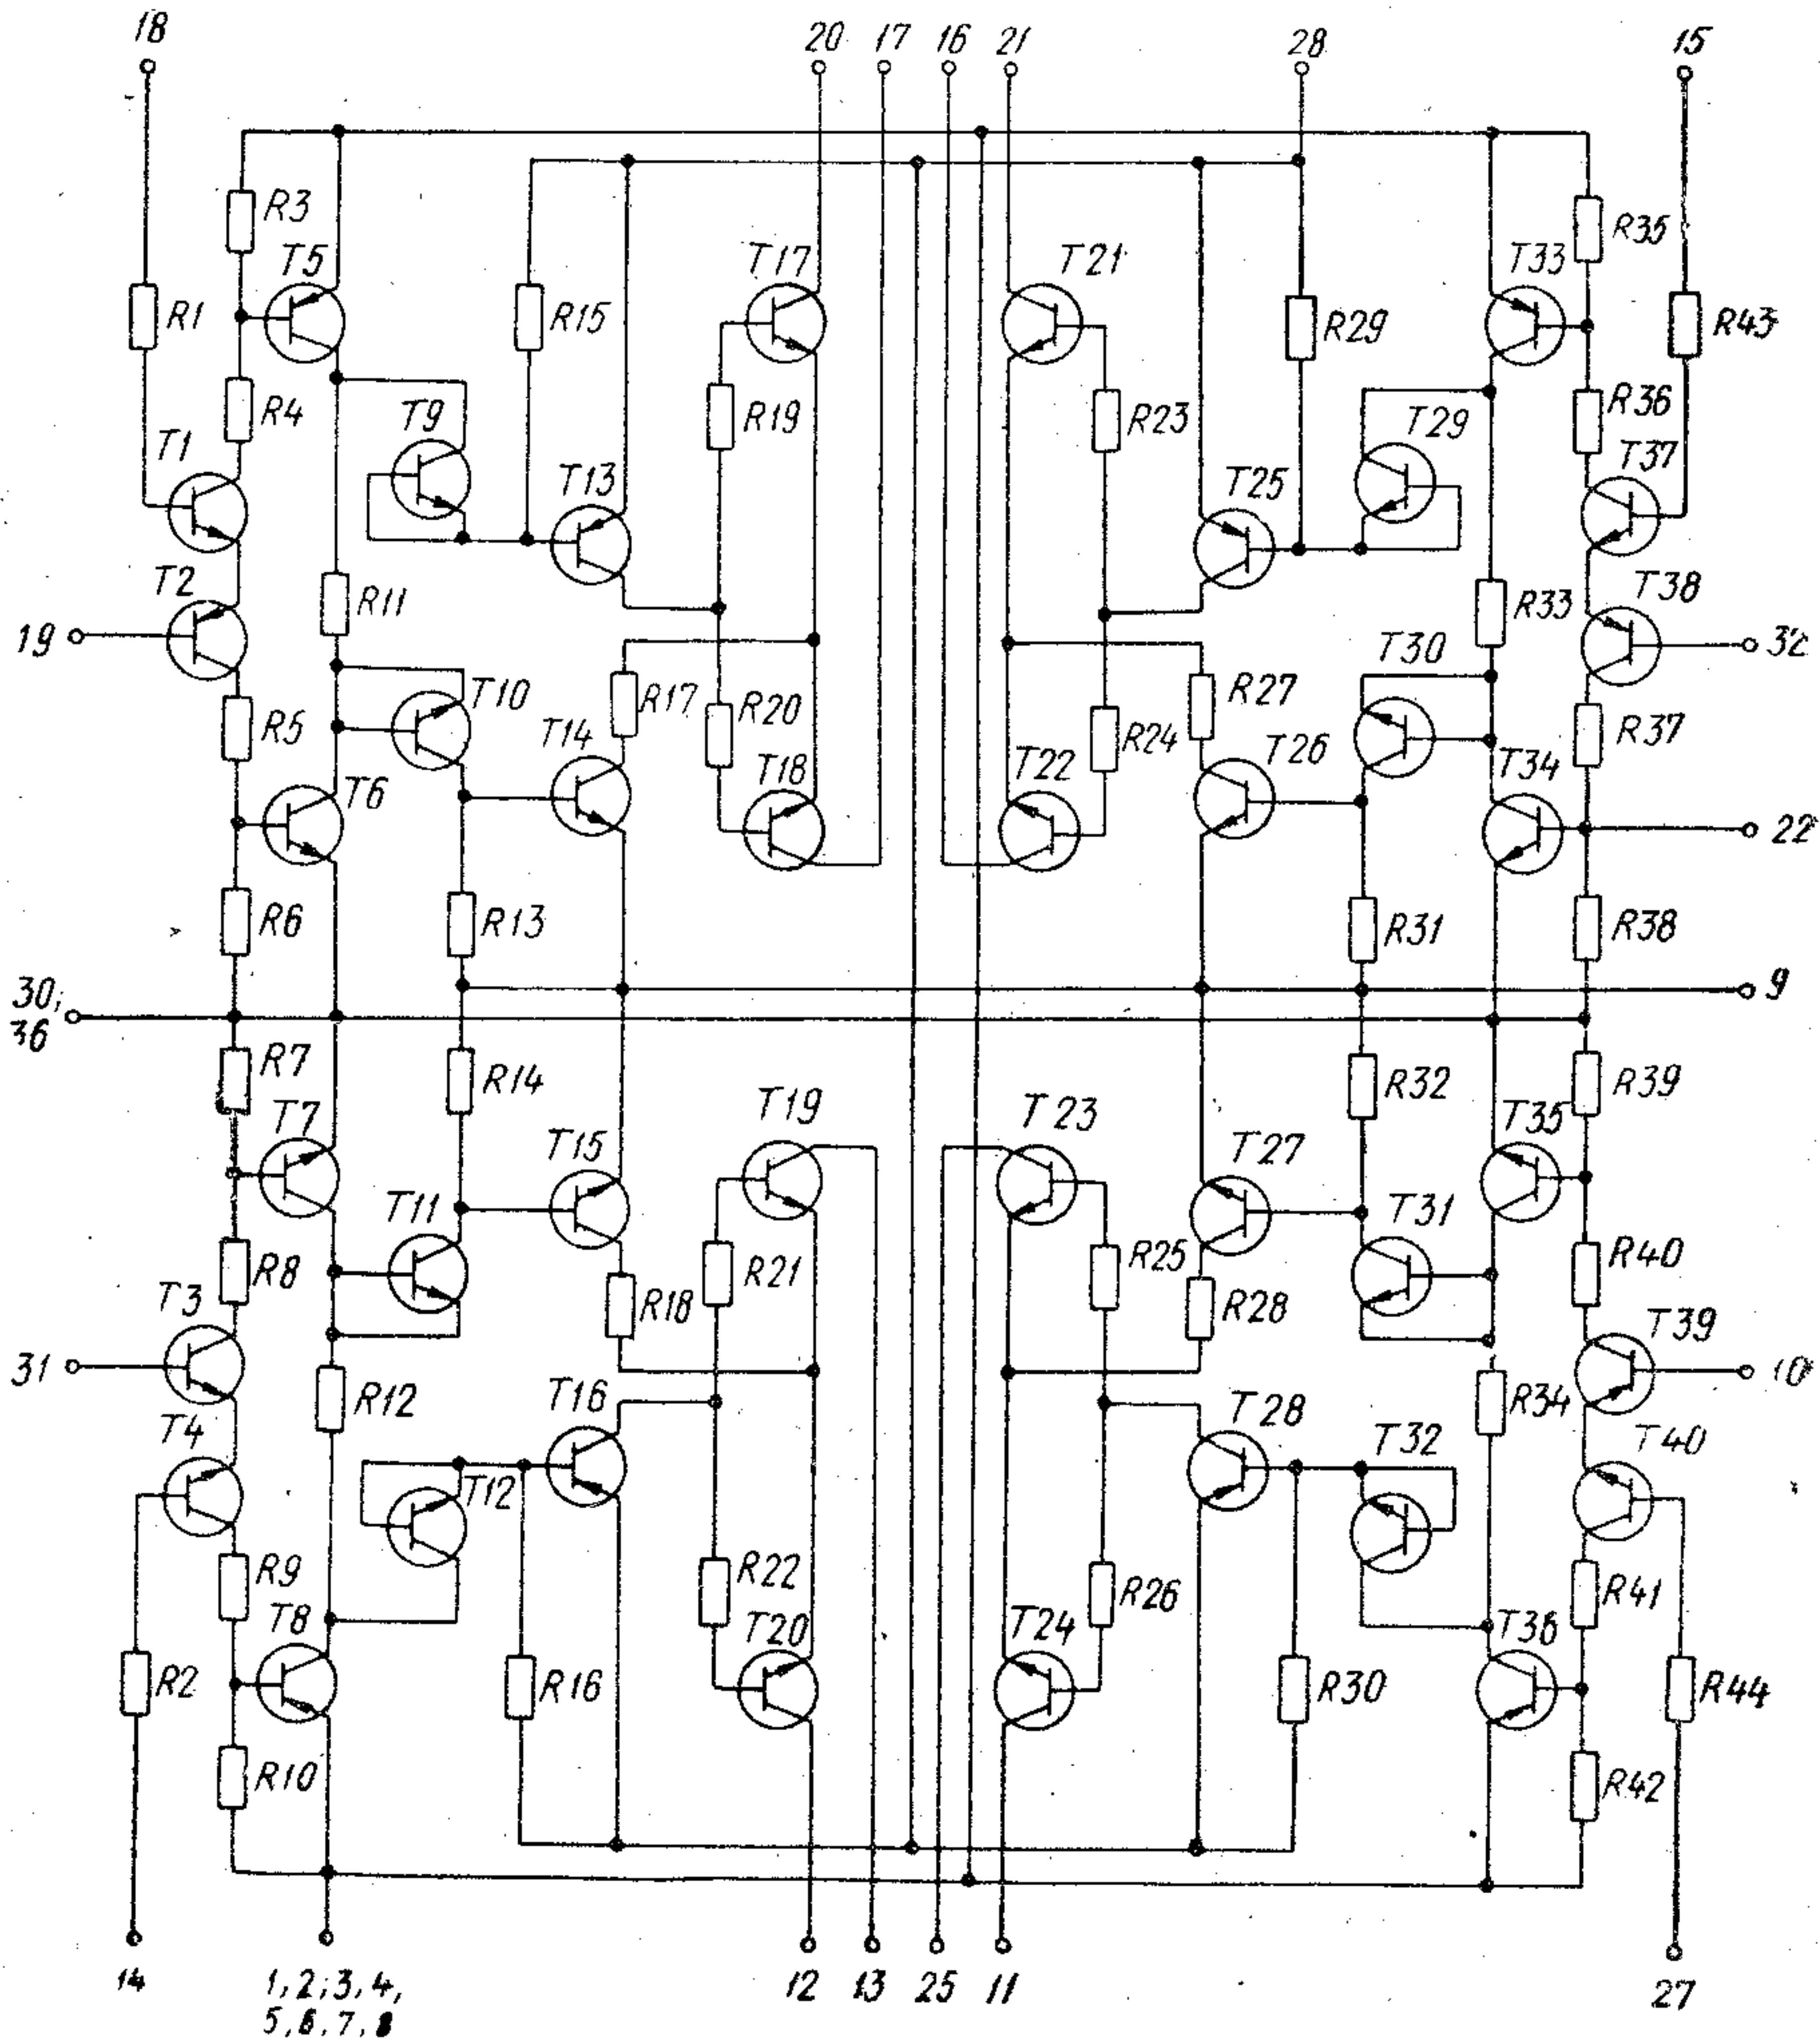 18
20
17
16
21
28
15
R3
T5
R1
R15
T17
T21
R29
T33
R35
R43
R4
T9
R19
R23
T29
R36
T1
T13
T25
T37
T2
R11
R33
T38
19
32
R5
T10
R17
R20
R24
R27
T30
R37
T6
T14
T18
T22
T26
T34
22
R6
R13
R31
R38
30;
36
9
R7
R14
R32
R39
T7
T15
T19
T23
T27
T35
T11
T31
R8
R18
R21
R25
R28
R40
T3
T39
31
10
R12
R34
T4
T16
T28
T32
T40
T12
R9
R22
R26
R41
T8
T20
T24
T36
R2
R16
R30
R44
R10
R42
14
1, 2; 3, 4,
5, 6, 7, 8
12
13
25
11
27